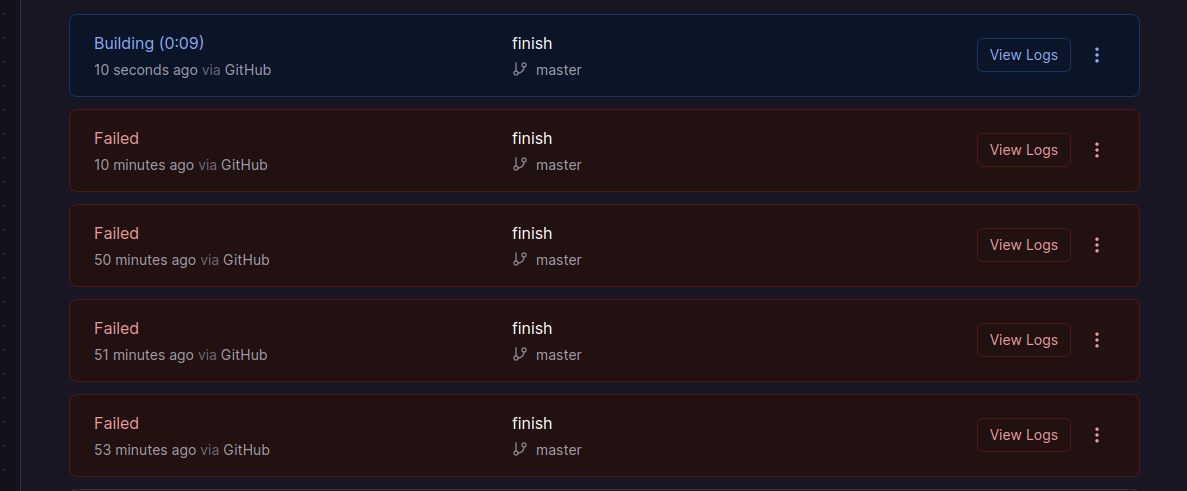 Building (0:09)
finish
View Logs
10 seconds ago via GitHub
master
Failed
finish
View Logs
10 minutes ago via GitHub
master
Failed
finish
View Logs
50 minutes ago via GitHub
master
Failed
finish
View Logs
51 minutes ago via GitHub
master
Failed
finish
View Logs
53 minutes ago via GitHub
master